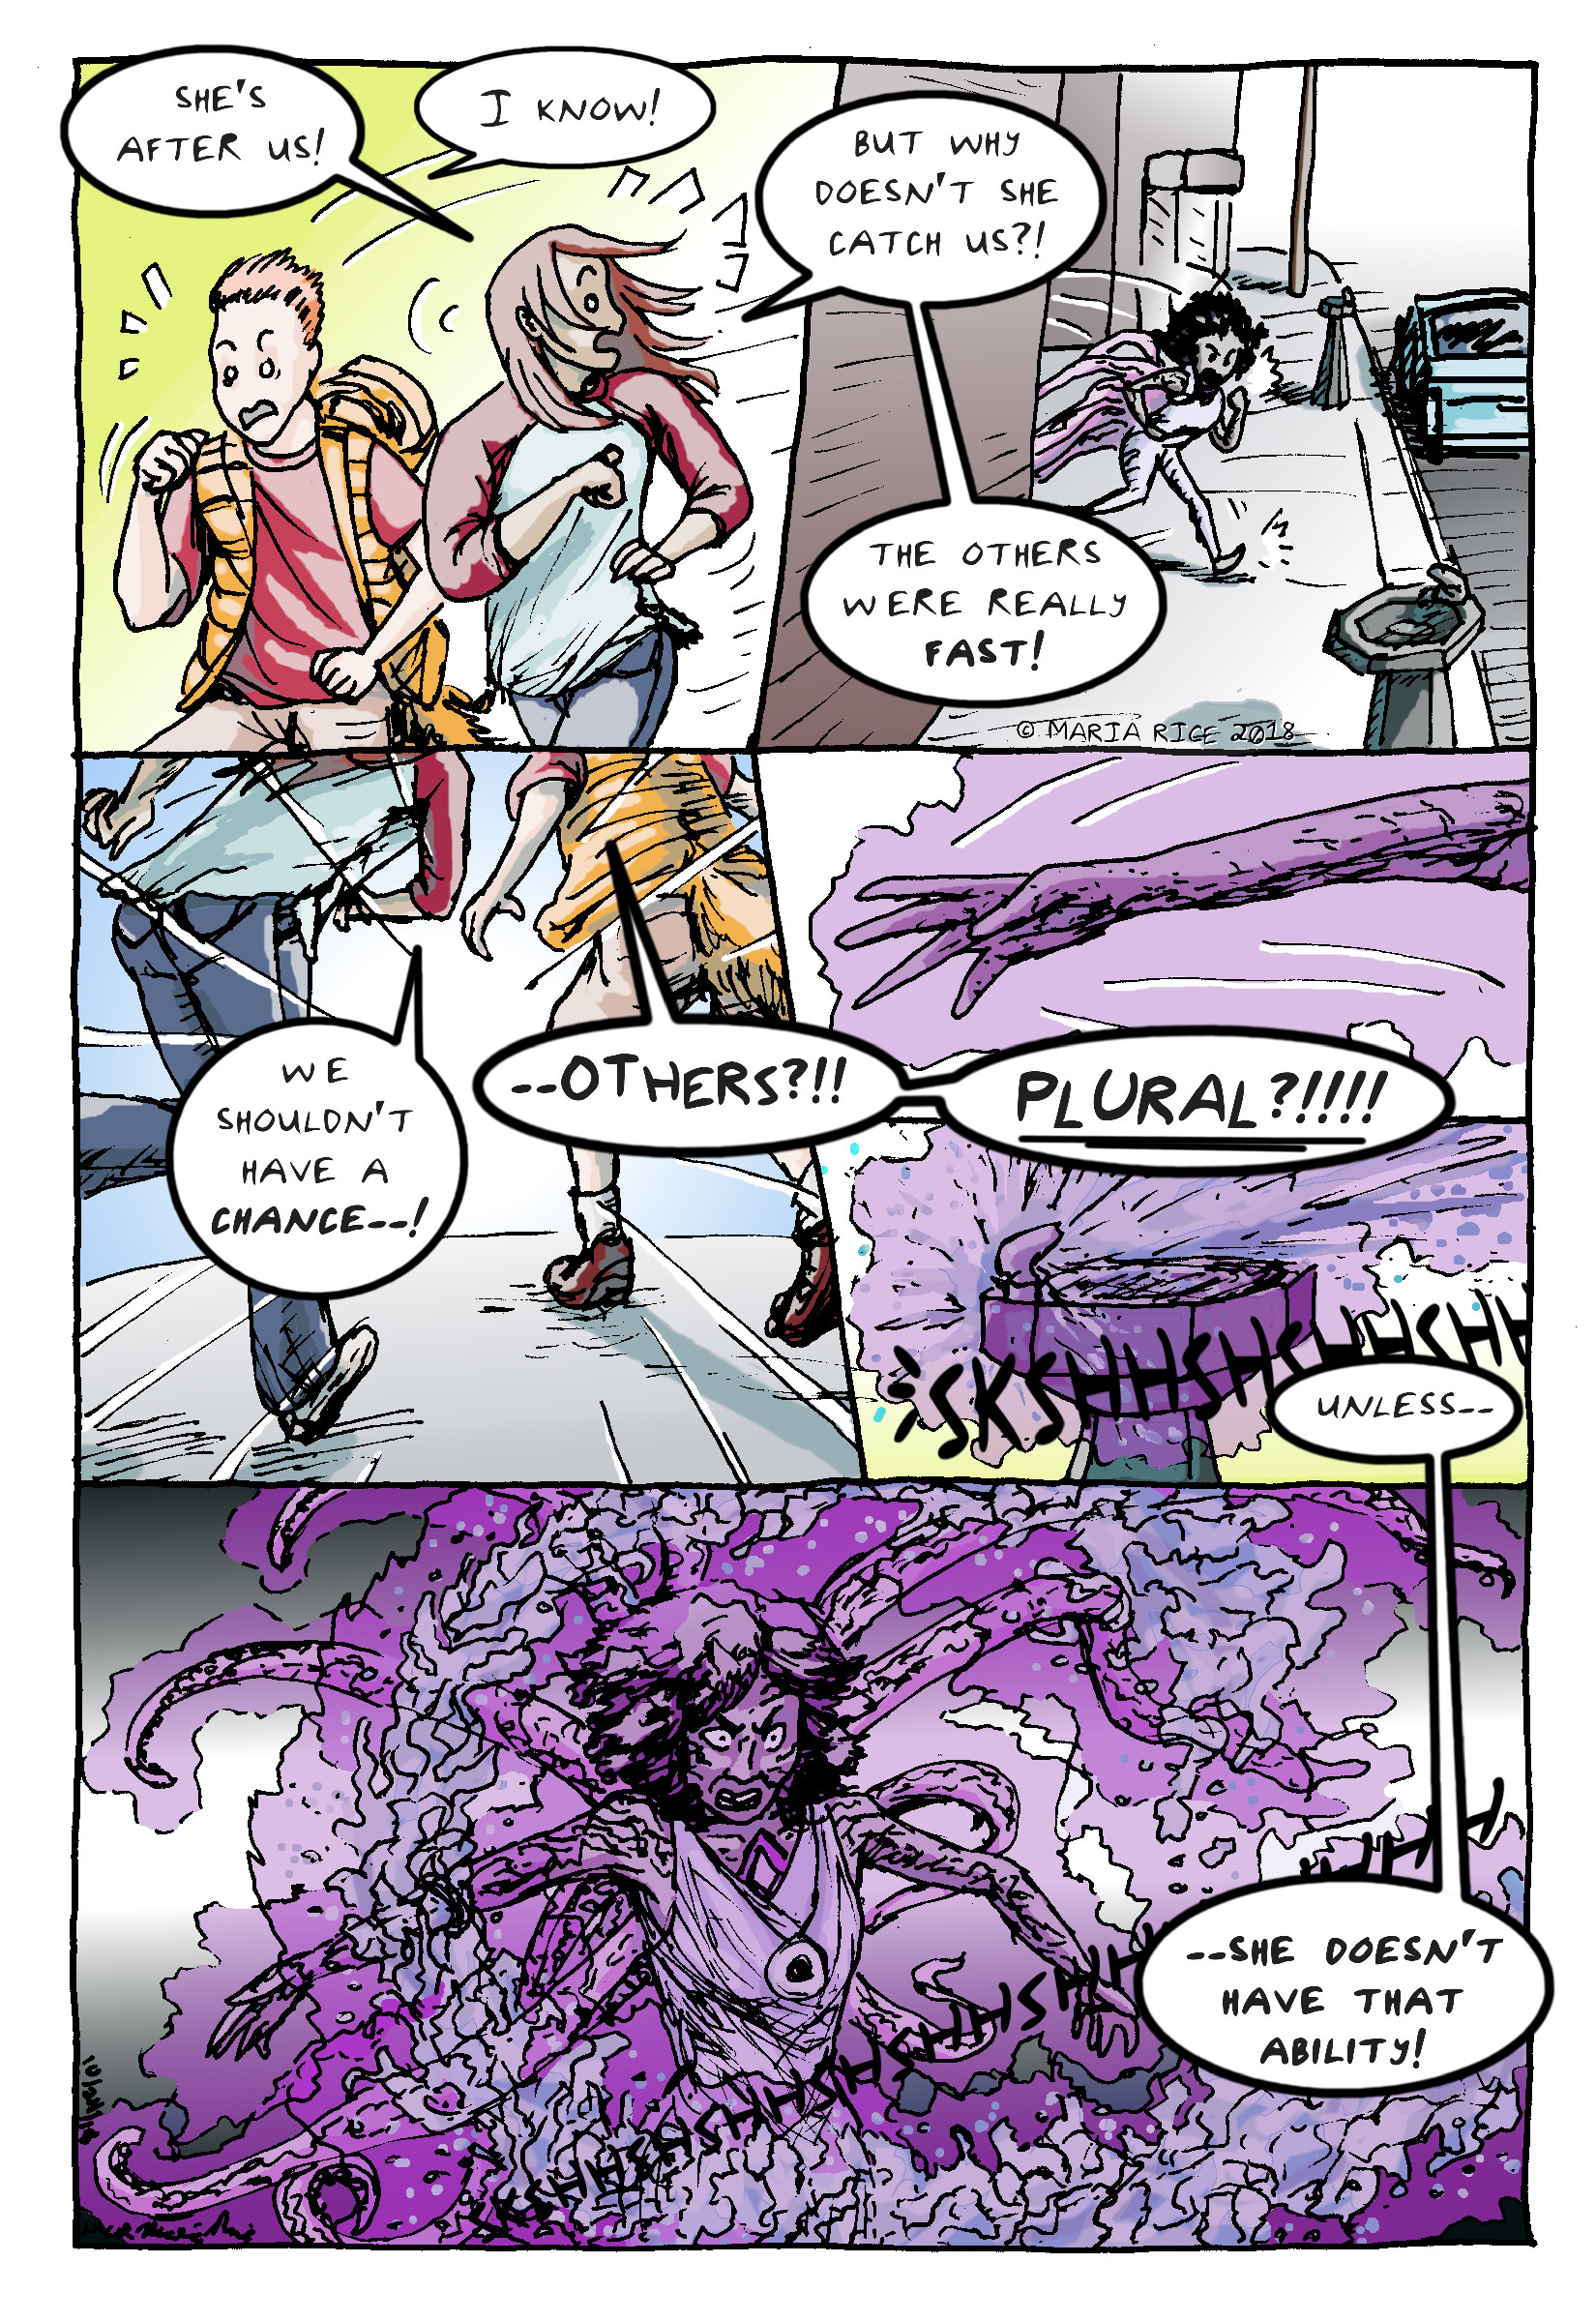 SHE'S
AFTER US!
I KNOW!
BUT WHY
DOESN'T SHE
CATCH US?!
THE OTHERS
WERE REALLY
FAST!
© MARIA RICE 2018
WE
SHOULDN'T
HAVE A
CHANCE--!
--OTHERS?!!
PLURAL?!!!!
SKSHHSHSHHSHH
UNLESS--
--SHE DOESN'T
HAVE THAT
ABILITY!